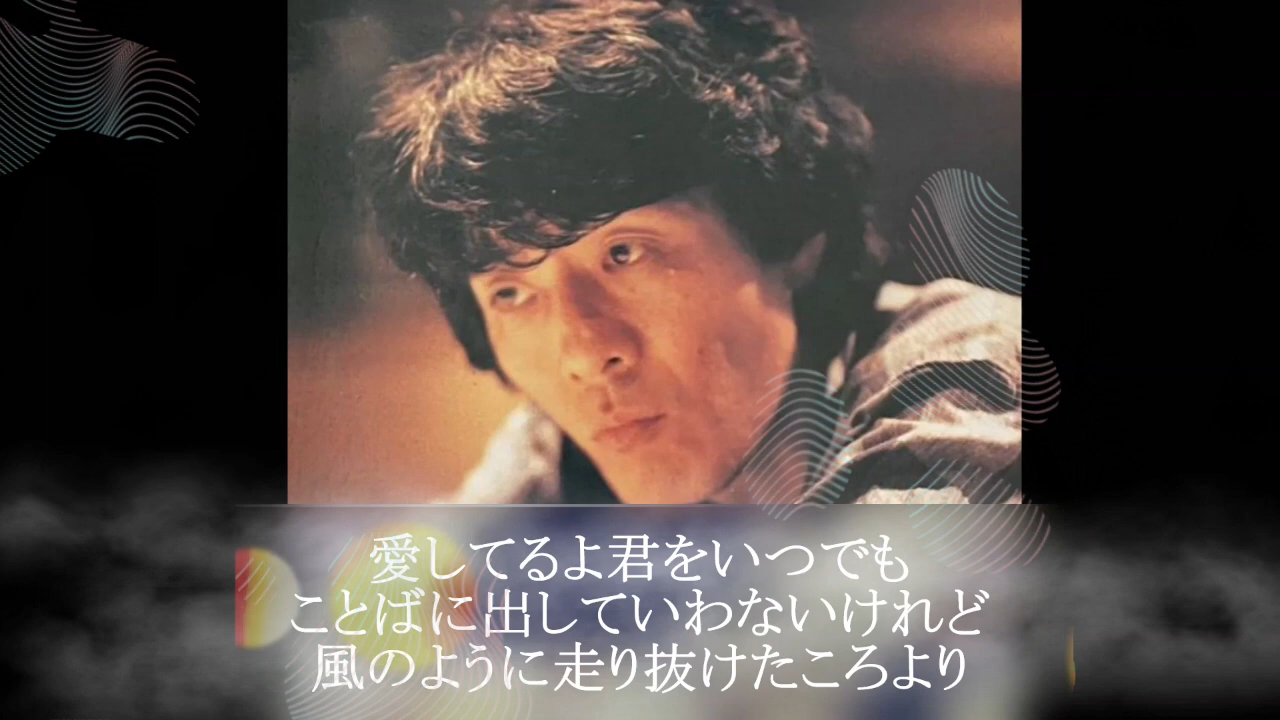 愛してるよ君をいつでも
ことばに出していわないけれど
風のように走り抜けたころより